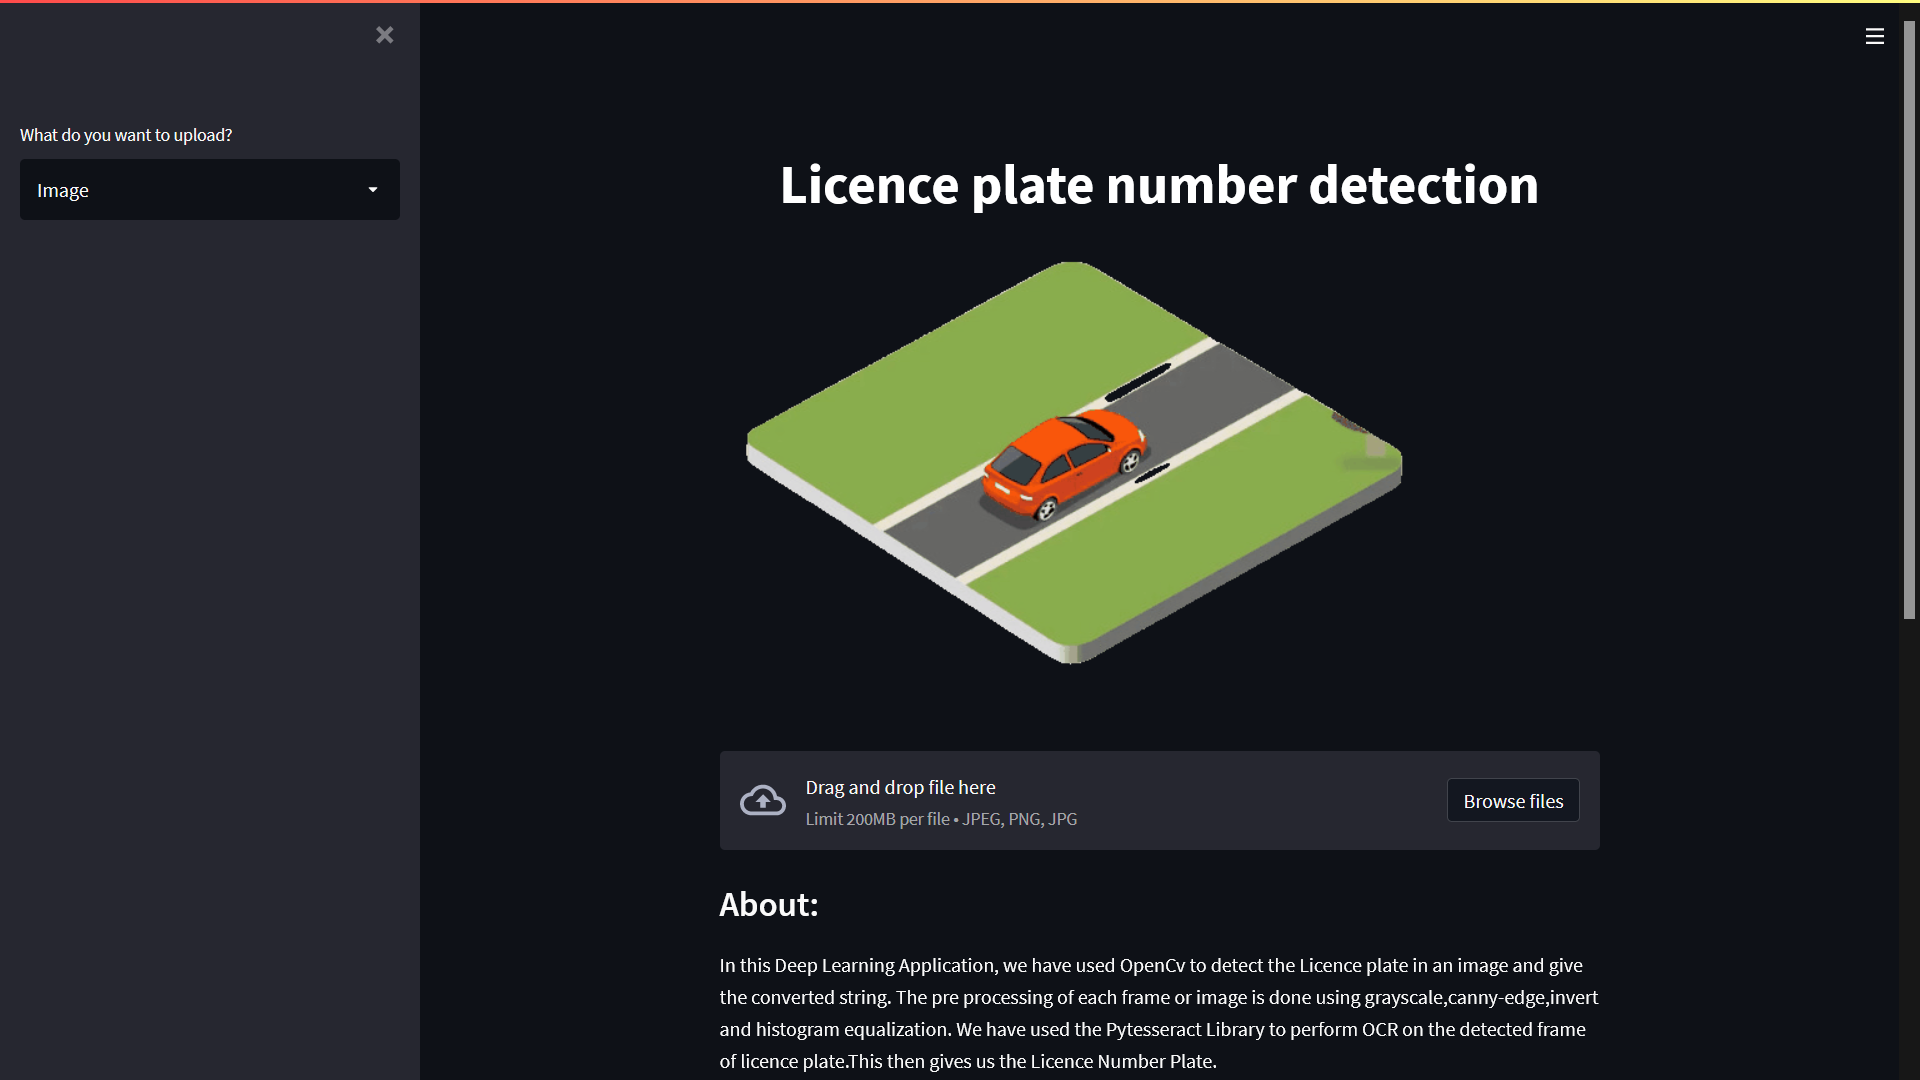 What do you want to upload?
Image
Licence plate number detection
Drag and drop file here
Limit 200MB per file • JPEG, PNG, JPG
Browse files
About:
In this Deep Learning Application, we have used OpenCv to detect the Licence plate in an image and give
the converted string. The pre processing of each frame or image is done using grayscale,canny-edge,invert
and histogram equalization. We have used the Pytesseract Library to perform OCR on the detected frame
of licence plate.This then gives us the Licence Number Plate.